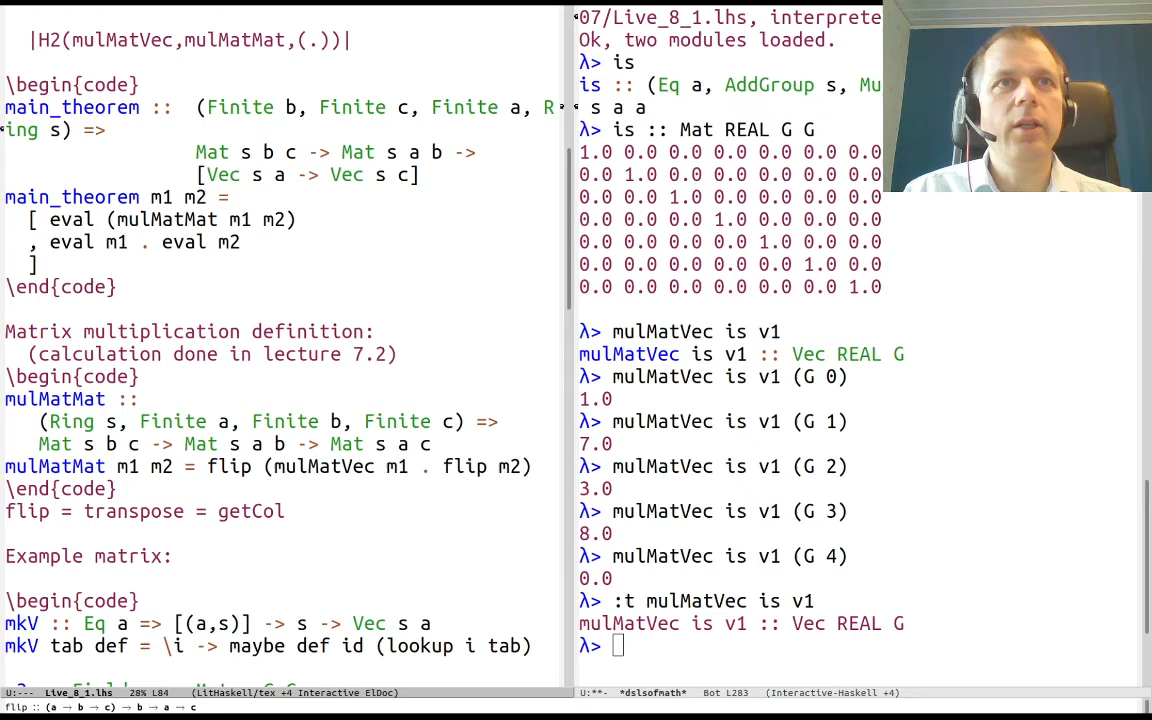 |H2(mulMatVec,mulMatMat,(.))|
\begin{code}
main_theorem ::  (Finite b, Finite c, Finite a, R
ing s) =>
Mat s b c -> Mat s a b ->
[Vec s a -> Vec s c]
main_theorem m1 m2 =
[ eval (mulMatMat m1 m2)
, eval m1 . eval m2
]
\end{code}
Matrix multiplication definition:
(calculation done in lecture 7.2)
\begin{code}
mulMatMat ::
(Ring s, Finite a, Finite b, Finite c) =>
Mat s b c -> Mat s a b -> Mat s a c
mulMatMat m1 m2 = flip (mulMatVec m1 . flip m2)
\end{code}
flip = transpose = getCol
Example matrix:
\begin{code}
mkV :: Eq a => [(a,s)] -> s -> Vec s a
mkV tab def = \i -> maybe def id (lookup i tab)
U:--- Live_8_1.lhs 28% L84 (LitHaskell/tex +4 Interactive ElDoc)
flip :: (a → b → c) → b → a → c
07/Live_8_1.lhs, interprete
Ok, two modules loaded.
λ> is
is :: (Eq a, AddGroup s, Mu
s a a
λ> is :: Mat REAL G G
1.0 0.0 0.0 0.0 0.0 0.0 0.0
0.0 1.0 0.0 0.0 0.0 0.0 0.0
0.0 0.0 1.0 0.0 0.0 0.0 0.0
0.0 0.0 0.0 1.0 0.0 0.0 0.0
0.0 0.0 0.0 0.0 1.0 0.0 0.0
0.0 0.0 0.0 0.0 0.0 1.0 0.0
0.0 0.0 0.0 0.0 0.0 0.0 1.0
λ> mulMatVec is v1
mulMatVec is v1 :: Vec REAL G
λ> mulMatVec is v1 (G 0)
1.0
λ> mulMatVec is v1 (G 1)
7.0
λ> mulMatVec is v1 (G 2)
3.0
λ> mulMatVec is v1 (G 3)
8.0
λ> mulMatVec is v1 (G 4)
0.0
λ> :t mulMatVec is v1
mulMatVec is v1 :: Vec REAL G
λ>
U:**- *dslsofmath* Bot L283 (Interactive-Haskell +4)